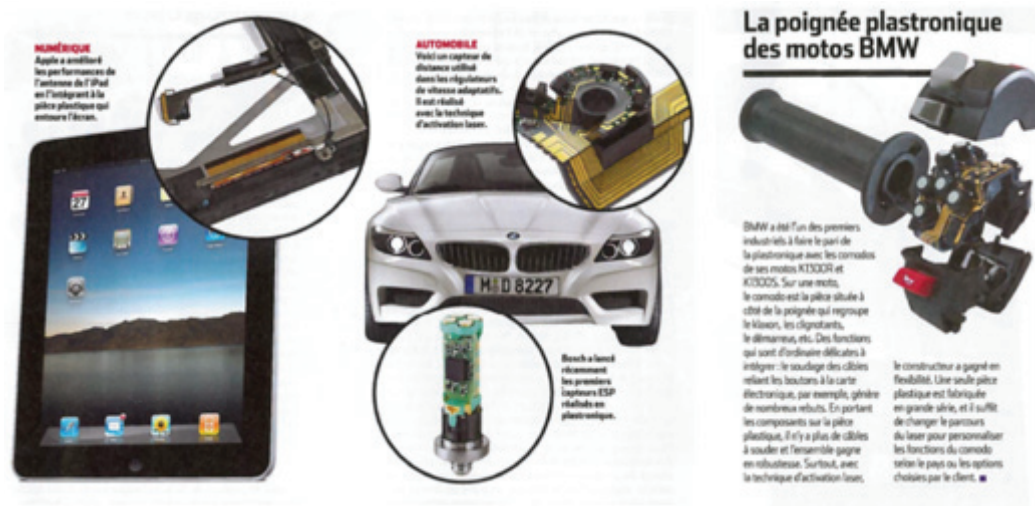 NUMÉRIQUE
Apple a amélioré
les performances de
l'antenne de l'iPad
en l'intégrant à la
pièce plastique qui
entoure l'écran.
27
AUTOMOBILE
Voici un capteur de
distance utilisé
dans les régulateurs
de vitesse adaptatifs.
Il est réalisé
avec la technique
d'activation laser.
M D 8227
Bosch a lancé
récemment
les premiers
capteurs ESP
réalisés en
plastronique.
La poignée plastronique
des motos BMW
BMW a été l'un des premiers
industriels à faire le pari de
la plastronique avec les comodos
de ses motos K1300R et
K1300S. Sur une moto,
le comodo est la pièce située à
côté de la poignée qui regroupe
le klaxon, les clignotants,
le démarreur, etc. Des fonctions
qui sont d'ordinaire délicates à
intégrer : le soudage des câbles
reliant les boutons à la carte
électronique, par exemple, génère
de nombreux rebuts. En portant
les composants sur la pièce
plastique, il n'y a plus de câbles
à souder et l'ensemble gagne
en robustesse. Surtout, avec
la technique d'activation laser,
le constructeur a gagné en
flexibilité. Une seule pièce
plastique est fabriquée
en grande série, et il suffit
de changer le parcours
du laser pour personnaliser
les fonctions du comodo
selon le pays ou les options
choisies par le client.